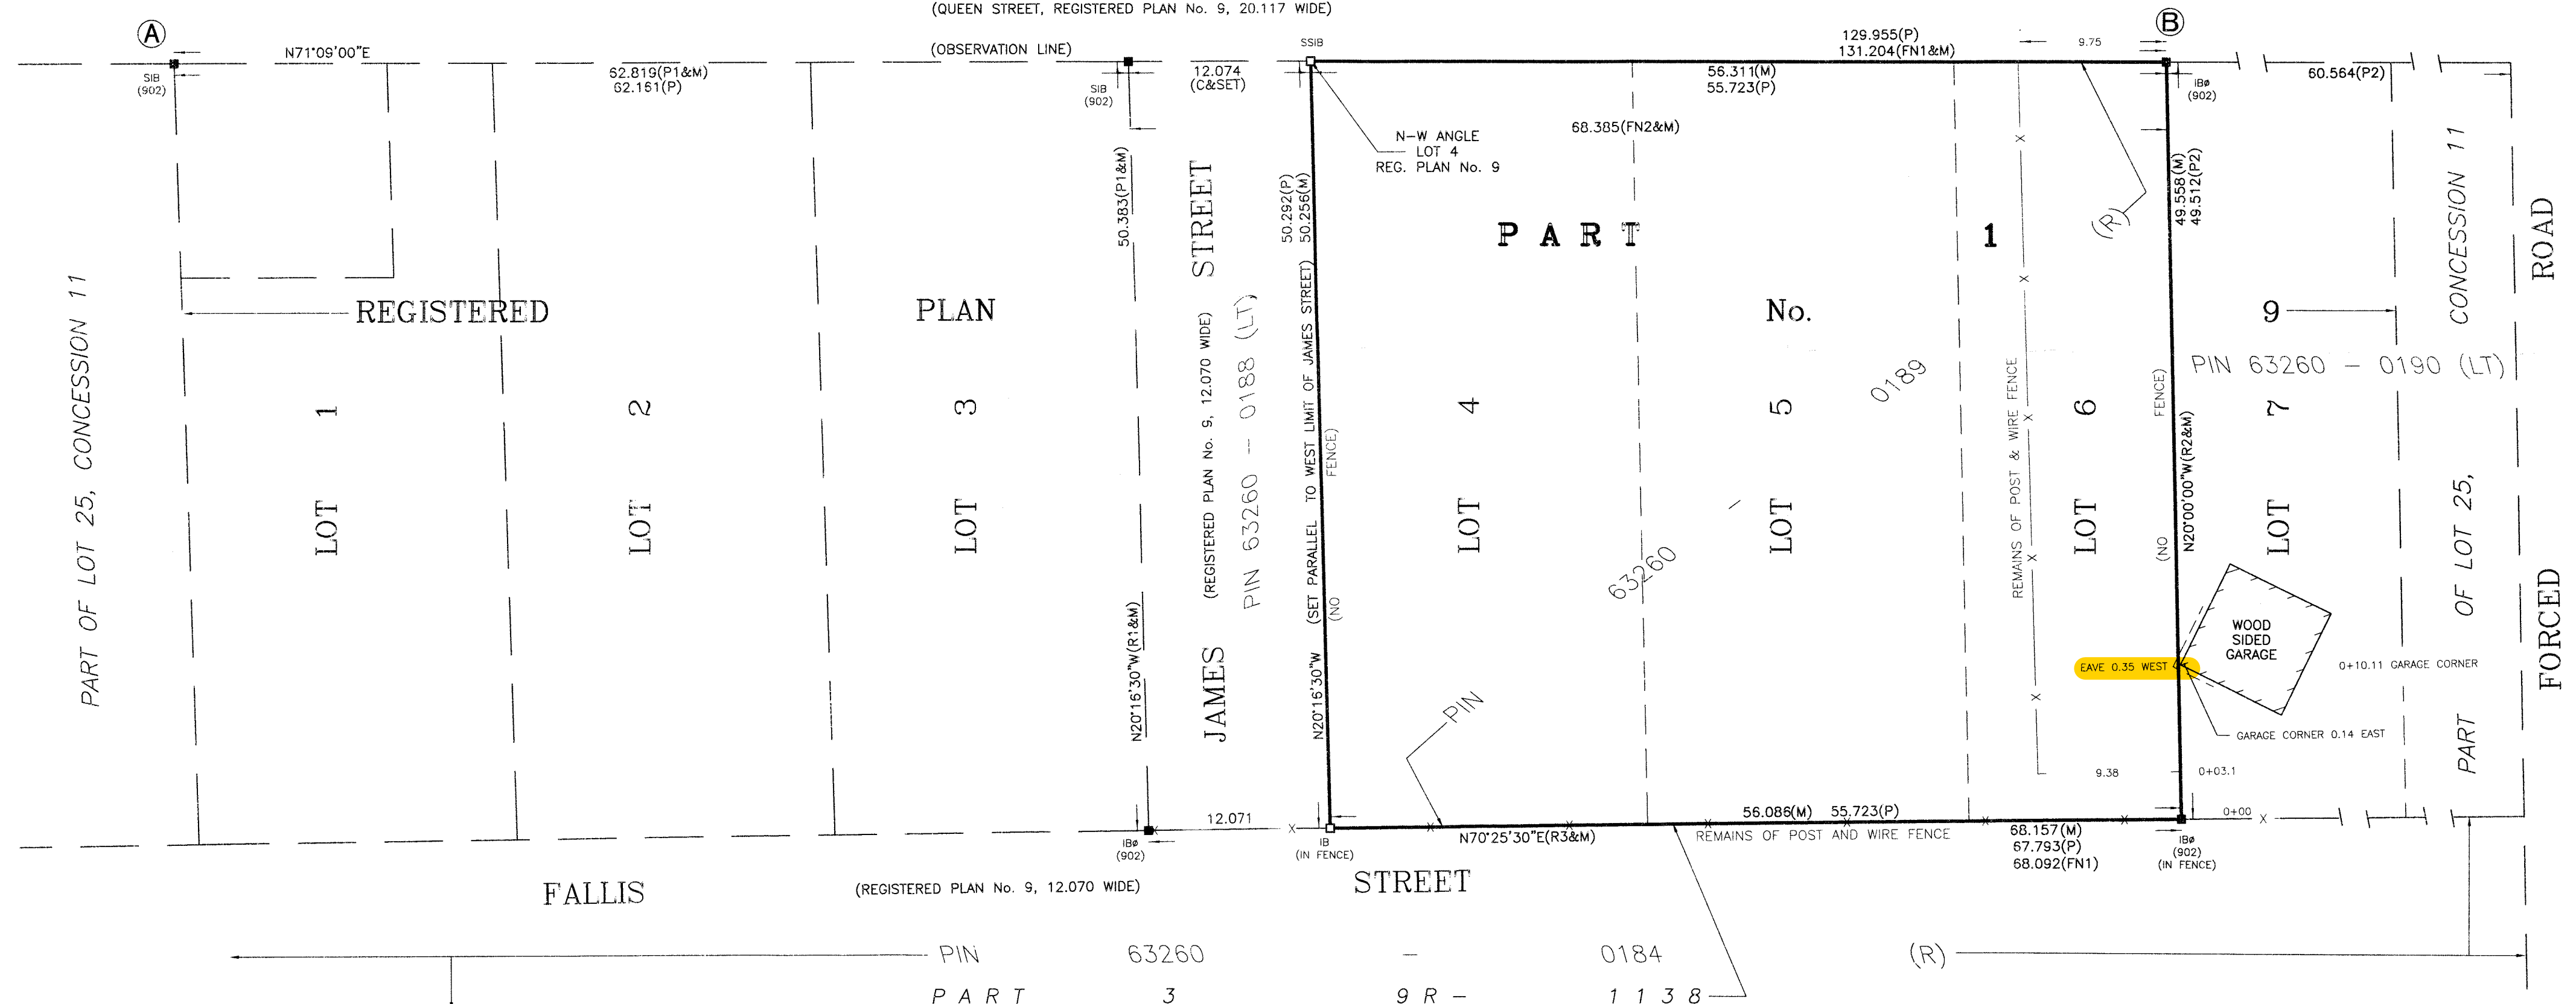 (QUEEN STREET, REGISTERED PLAN No. 9, 20.117 WIDE)
A
B
N71°09'00"E
(OBSERVATION LINE)
SSIB
129.955(P)
131.204(FN1&M)
9.75
SIB
(902)
62.819(P1&M)
62.151(P)
SIB
(902)
12.074
(C&SET)
56.311(M)
55.723(P)
IBø
(902)
60.564(P2)
N-W ANGLE
LOT 4
REG. PLAN No. 9
68.385(FN2&M)
50.383(P1&M)
50.292(P)
50.256(M)
49.558(M)
49.512(P2)
PART 1
(R)
REGISTERED PLAN No. 9
PART OF LOT 25, CONCESSION 11
LOT 1
LOT 2
LOT 3
JAMES STREET
(REGISTERED PLAN No. 9, 12.070 WIDE)
PIN 63260 -- 0188 (LT)
(SET PARALLEL TO WEST LIMIT OF JAMES STREET)
(NO FENCE)
LOT 4
LOT 5
LOT 6
LOT 7
PIN 63260 0189
REMAINS OF POST & WIRE FENCE
(NO FENCE)
N20°00'00"W(R2&M)
PIN 63260 - 0190 (LT)
PART OF LOT 25, CONCESSION 11
FORCED ROAD
N20°16'30"W(R1&M)
N20°16'30"W
WOOD
SIDED
GARAGE
EAVE 0.35 WEST
0+10.11 GARAGE CORNER
GARAGE CORNER 0.14 EAST
9.38
0+03.1
0+00
12.071
56.086(M) 55.723(P)
N70°25'30"E(R3&M)
REMAINS OF POST AND WIRE FENCE
68.157(M)
67.793(P)
68.092(FN1)
IBø
(902)
IB
(IN FENCE)
IBø
(902)
(IN FENCE)
FALLIS STREET
(REGISTERED PLAN No. 9, 12.070 WIDE)
PIN 63260 - 0184 (R)
PART 3 9R- 1138